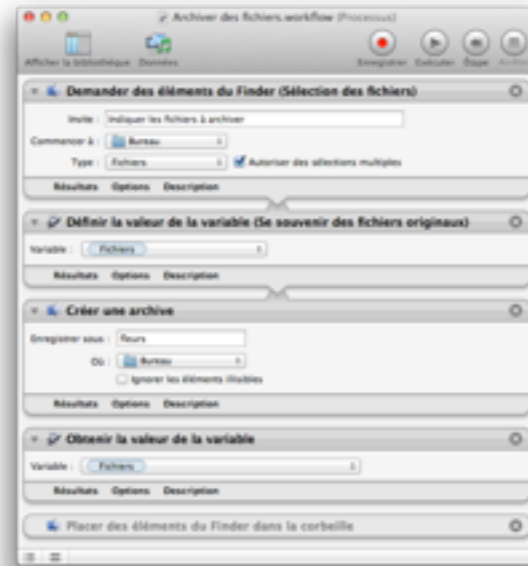 Archiver des fichiers.workflow (Processus)
Afficher la bibliothèque Données Enregistrer Exécuter Étape
Demander des éléments du Finder (Sélection des fichiers)
Invite : Indiquer les fichiers à archiver
Commencer à : Bureau
Type : Fichiers Autoriser des sélections multiples
Résultats Options Description
Définir la valeur de la variable (Se souvenir des fichiers originaux)
Variable : Fichiers
Résultats Options Description
Créer une archive
Enregistrer sous : fleurs
Où : Bureau
Ignorer les éléments illisibles
Résultats Options Description
Obtenir la valeur de la variable
Variable : Fichiers
Résultats Options Description
Placer des éléments du Finder dans la corbeille